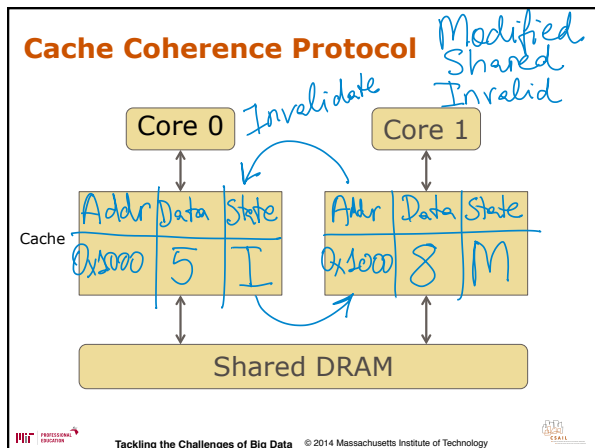 Cache Coherence Protocol
Modified
Shared
Invalid
Invalidate
Core 0
Core 1
Cache
Addr Data State
0x1000 5 I
Addr Data State
0x1000 8 M
Shared DRAM
MIT PROFESSIONAL EDUCATION
Tackling the Challenges of Big Data © 2014 Massachusetts Institute of Technology
CSAIL